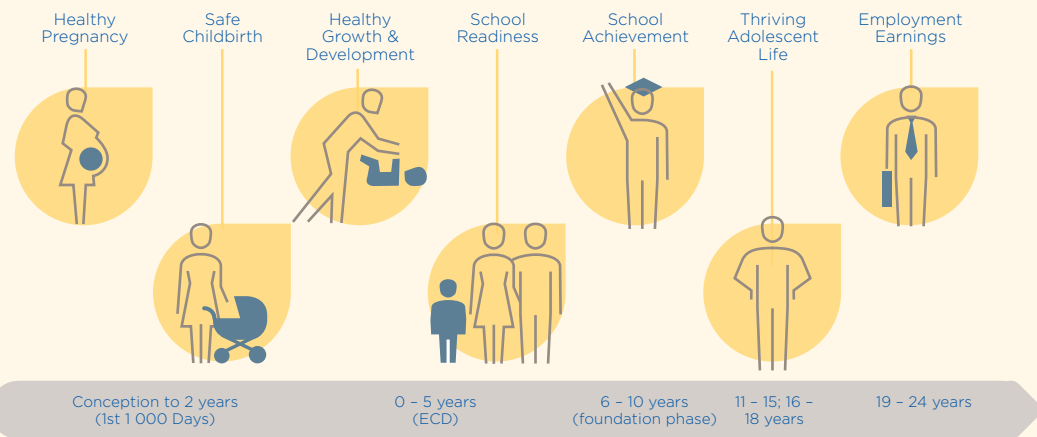 Healthy
Pregnancy
Safe
Childbirth
Healthy
Growth &
Development
School
Readiness
School
Achievement
Thriving
Adolescent
Life
Employment
Earnings
Conception to 2 years
(1st 1 000 Days)
0 – 5 years
(ECD)
6 – 10 years
(foundation phase)
11 – 15; 16 –
18 years
19 – 24 years